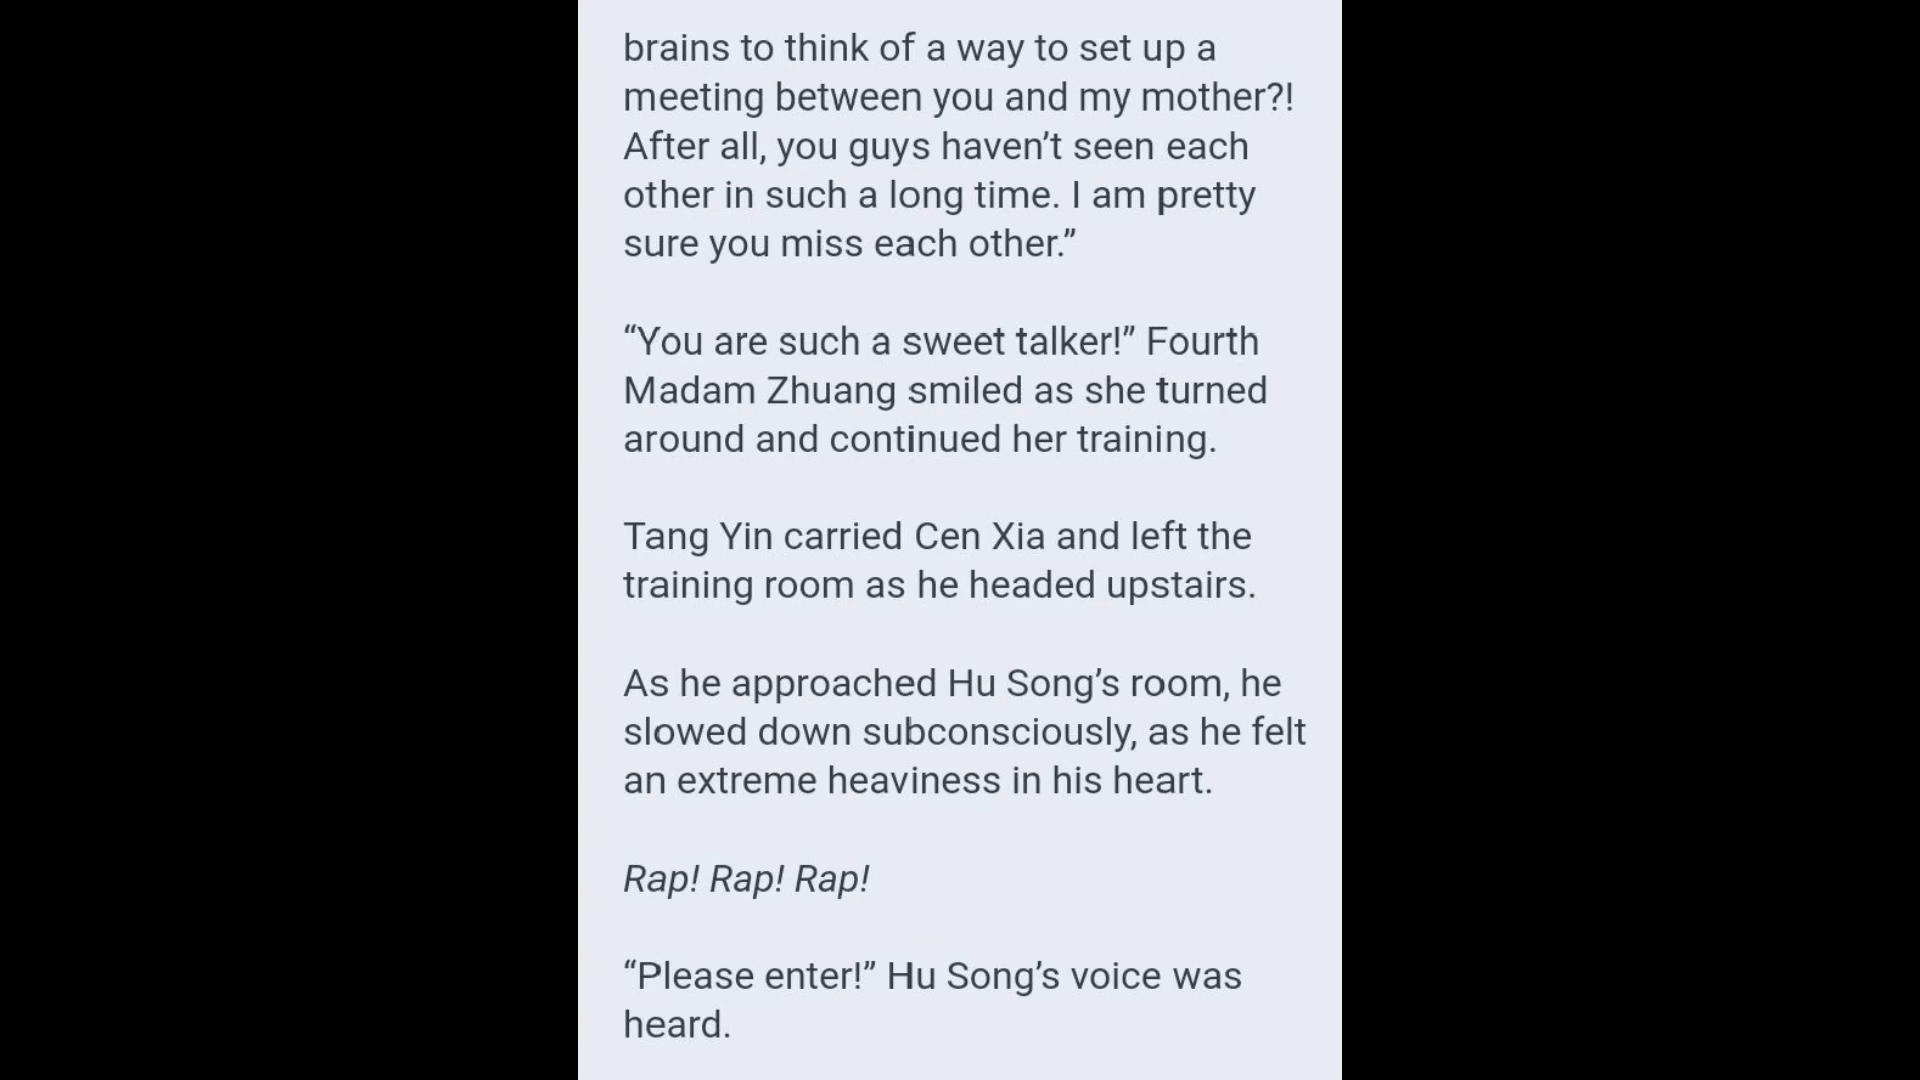 brains to think of a way to set up a
meeting between you and my mother?!
After all, you guys haven’t seen each
other in such a long time. I am pretty
sure you miss each other.”
“You are such a sweet talker!” Fourth
Madam Zhuang smiled as she turned
around and continued her training.
Tang Yin carried Cen Xia and left the
training room as he headed upstairs.
As he approached Hu Song’s room, he
slowed down subconsciously, as he felt
an extreme heaviness in his heart.
Rap! Rap! Rap!
“Please enter!” Hu Song’s voice was
heard.